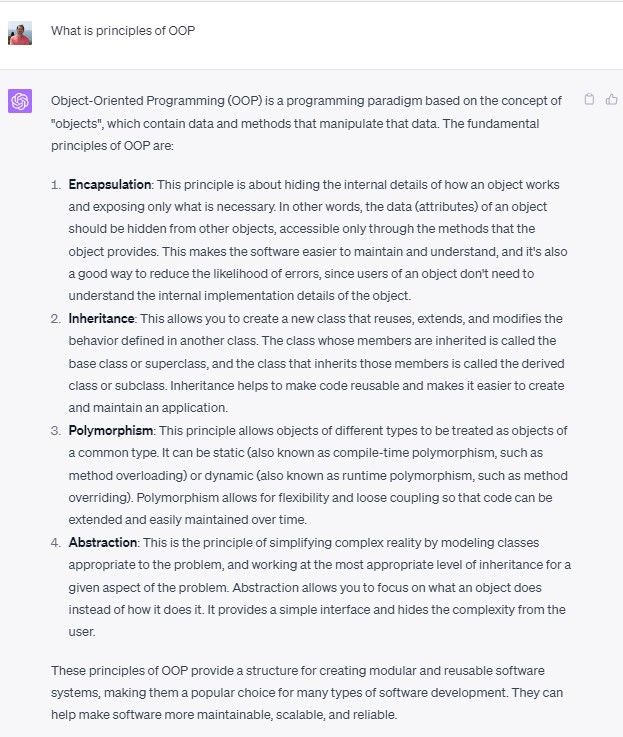 What is principles of OOP
Object-Oriented Programming (OOP) is a programming paradigm based on the concept of
"objects", which contain data and methods that manipulate that data. The fundamental
principles of OOP are:
1. Encapsulation: This principle is about hiding the internal details of how an object works
and exposing only what is necessary. In other words, the data (attributes) of an object
should be hidden from other objects, accessible only through the methods that the
object provides. This makes the software easier to maintain and understand, and it's also
a good way to reduce the likelihood of errors, since users of an object don't need to
understand the internal implementation details of the object.
2. Inheritance: This allows you to create a new class that reuses, extends, and modifies the
behavior defined in another class. The class whose members are inherited is called the
base class or superclass, and the class that inherits those members is called the derived
class or subclass. Inheritance helps to make code reusable and makes it easier to create
and maintain an application.
3. Polymorphism: This principle allows objects of different types to be treated as objects of
a common type. It can be static (also known as compile-time polymorphism, such as
method overloading) or dynamic (also known as runtime polymorphism, such as method
overriding). Polymorphism allows for flexibility and loose coupling so that code can be
extended and easily maintained over time.
4. Abstraction: This is the principle of simplifying complex reality by modeling classes
appropriate to the problem, and working at the most appropriate level of inheritance for a
given aspect of the problem. Abstraction allows you to focus on what an object does
instead of how it does it. It provides a simple interface and hides the complexity from the
user.
These principles of OOP provide a structure for creating modular and reusable software
systems, making them a popular choice for many types of software development. They can
help make software more maintainable, scalable, and reliable.